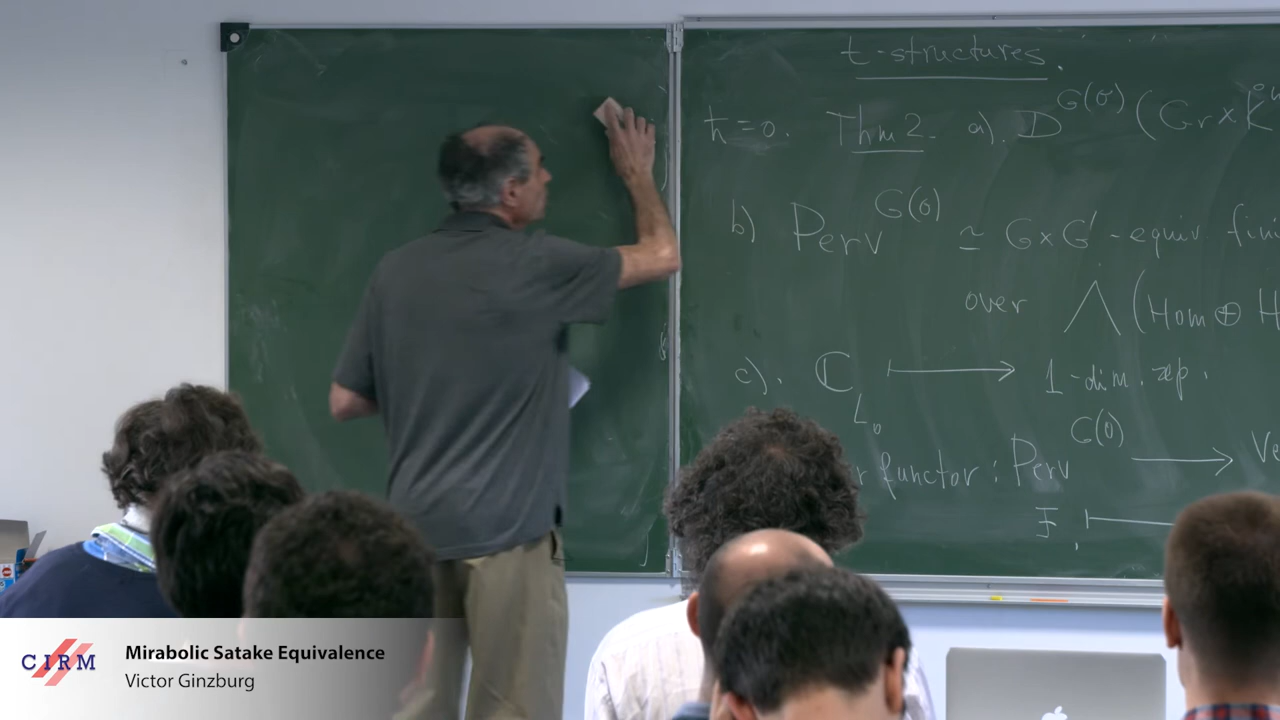 t-structures.
ħ=0. Thm 2. a). D^{G(O)} (Gr×K
b) Perv^{G(O)} ≃ G×G' -equiv. fini
over Λ (Hom ⊕ H
c). ℂ_{L_0} ⟼ 1-dim. rep.
r functor: Perv^{G(O)} → Ve
F ⟼
CIRM
Mirabolic Satake Equivalence
Victor Ginzburg